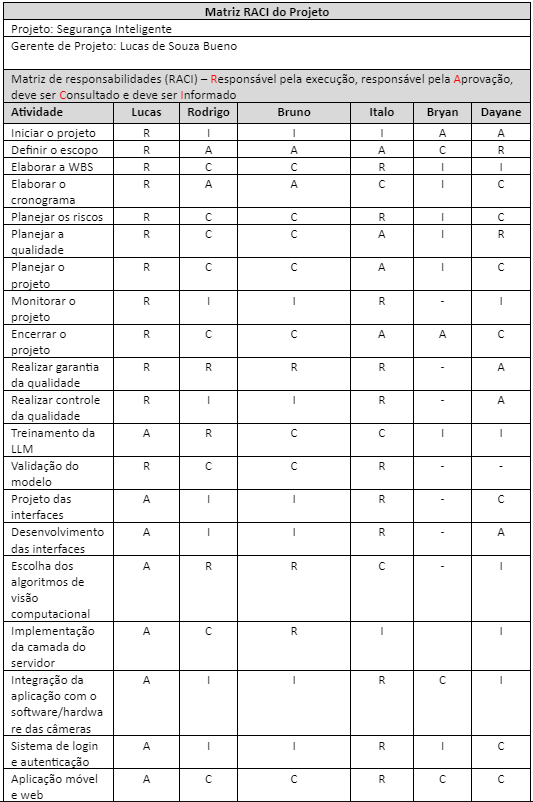 Matriz RACI do Projeto
Projeto: Segurança Inteligente
Gerente de Projeto: Lucas de Souza Bueno
Matriz de responsabilidades (RACI) – Responsável pela execução, responsável pela Aprovação,
deve ser Consultado e deve ser Informado
Atividade Lucas Rodrigo Bruno Italo Bryan Dayane
Iniciar o projeto R I I I A A
Definir o escopo R A A A C R
Elaborar a WBS R C C R I I
Elaborar o R A A C I C
cronograma
Planejar os riscos R C C R I C
Planejar a R C C A I R
qualidade
Planejar o R C C A I C
projeto
Monitorar o R I I R - I
projeto
Encerrar o R C C A A C
projeto
Realizar garantia R R R R - A
da qualidade
Realizar controle R I I R - A
da qualidade
Treinamento da A R C C I I
LLM
Validação do R C C R - -
modelo
Projeto das A I I R - C
interfaces
Desenvolvimento A I I R - A
das interfaces
Escolha dos A R R C - I
algoritmos de
visão
computacional
Implementação A C R I I
da camada do
servidor
Integração da A I I R C I
aplicação com o
software/hardwa
re das câmeras
Sistema de login A I I R I C
e autenticação
Aplicação móvel A C C R C C
e web